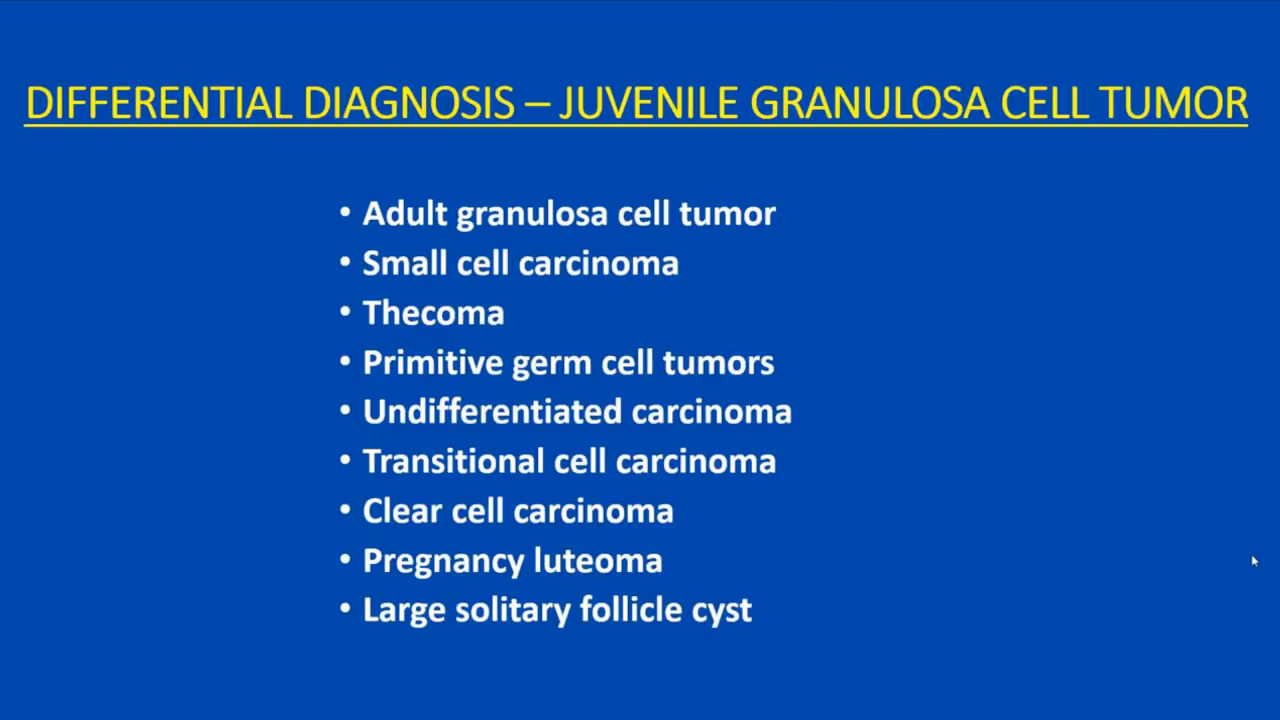 DIFFERENTIAL DIAGNOSIS – JUVENILE GRANULOSA CELL TUMOR
• Adult granulosa cell tumor
• Small cell carcinoma
• Thecoma
• Primitive germ cell tumors
• Undifferentiated carcinoma
• Transitional cell carcinoma
• Clear cell carcinoma
• Pregnancy luteoma
• Large solitary follicle cyst